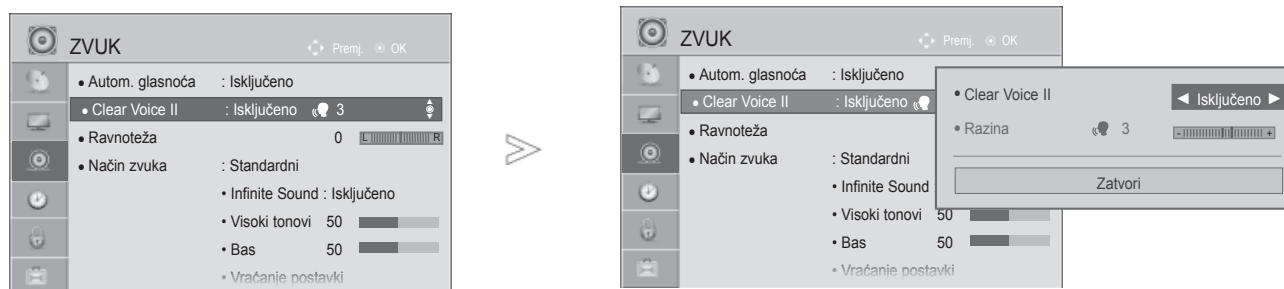 ZVUK
Premj. OK
• Autom. glasnoća : Isključeno
• Clear Voice II : Isključeno 3
• Ravnoteža 0 L R
• Način zvuka : Standardni
• Infinite Sound : Isključeno
• Visoki tonovi 50
• Bas 50
• Vraćanje postavki
ZVUK
Premj. OK
• Autom. glasnoća : Isključeno
• Clear Voice II : Isključeno
• Ravnoteža
• Način zvuka : Standardni
• Infinite Sound :
• Visoki tonovi 50
• Bas 50
• Vraćanje postavki
• Clear Voice II ◄ Isključeno ►
• Razina 3 - +
Zatvori